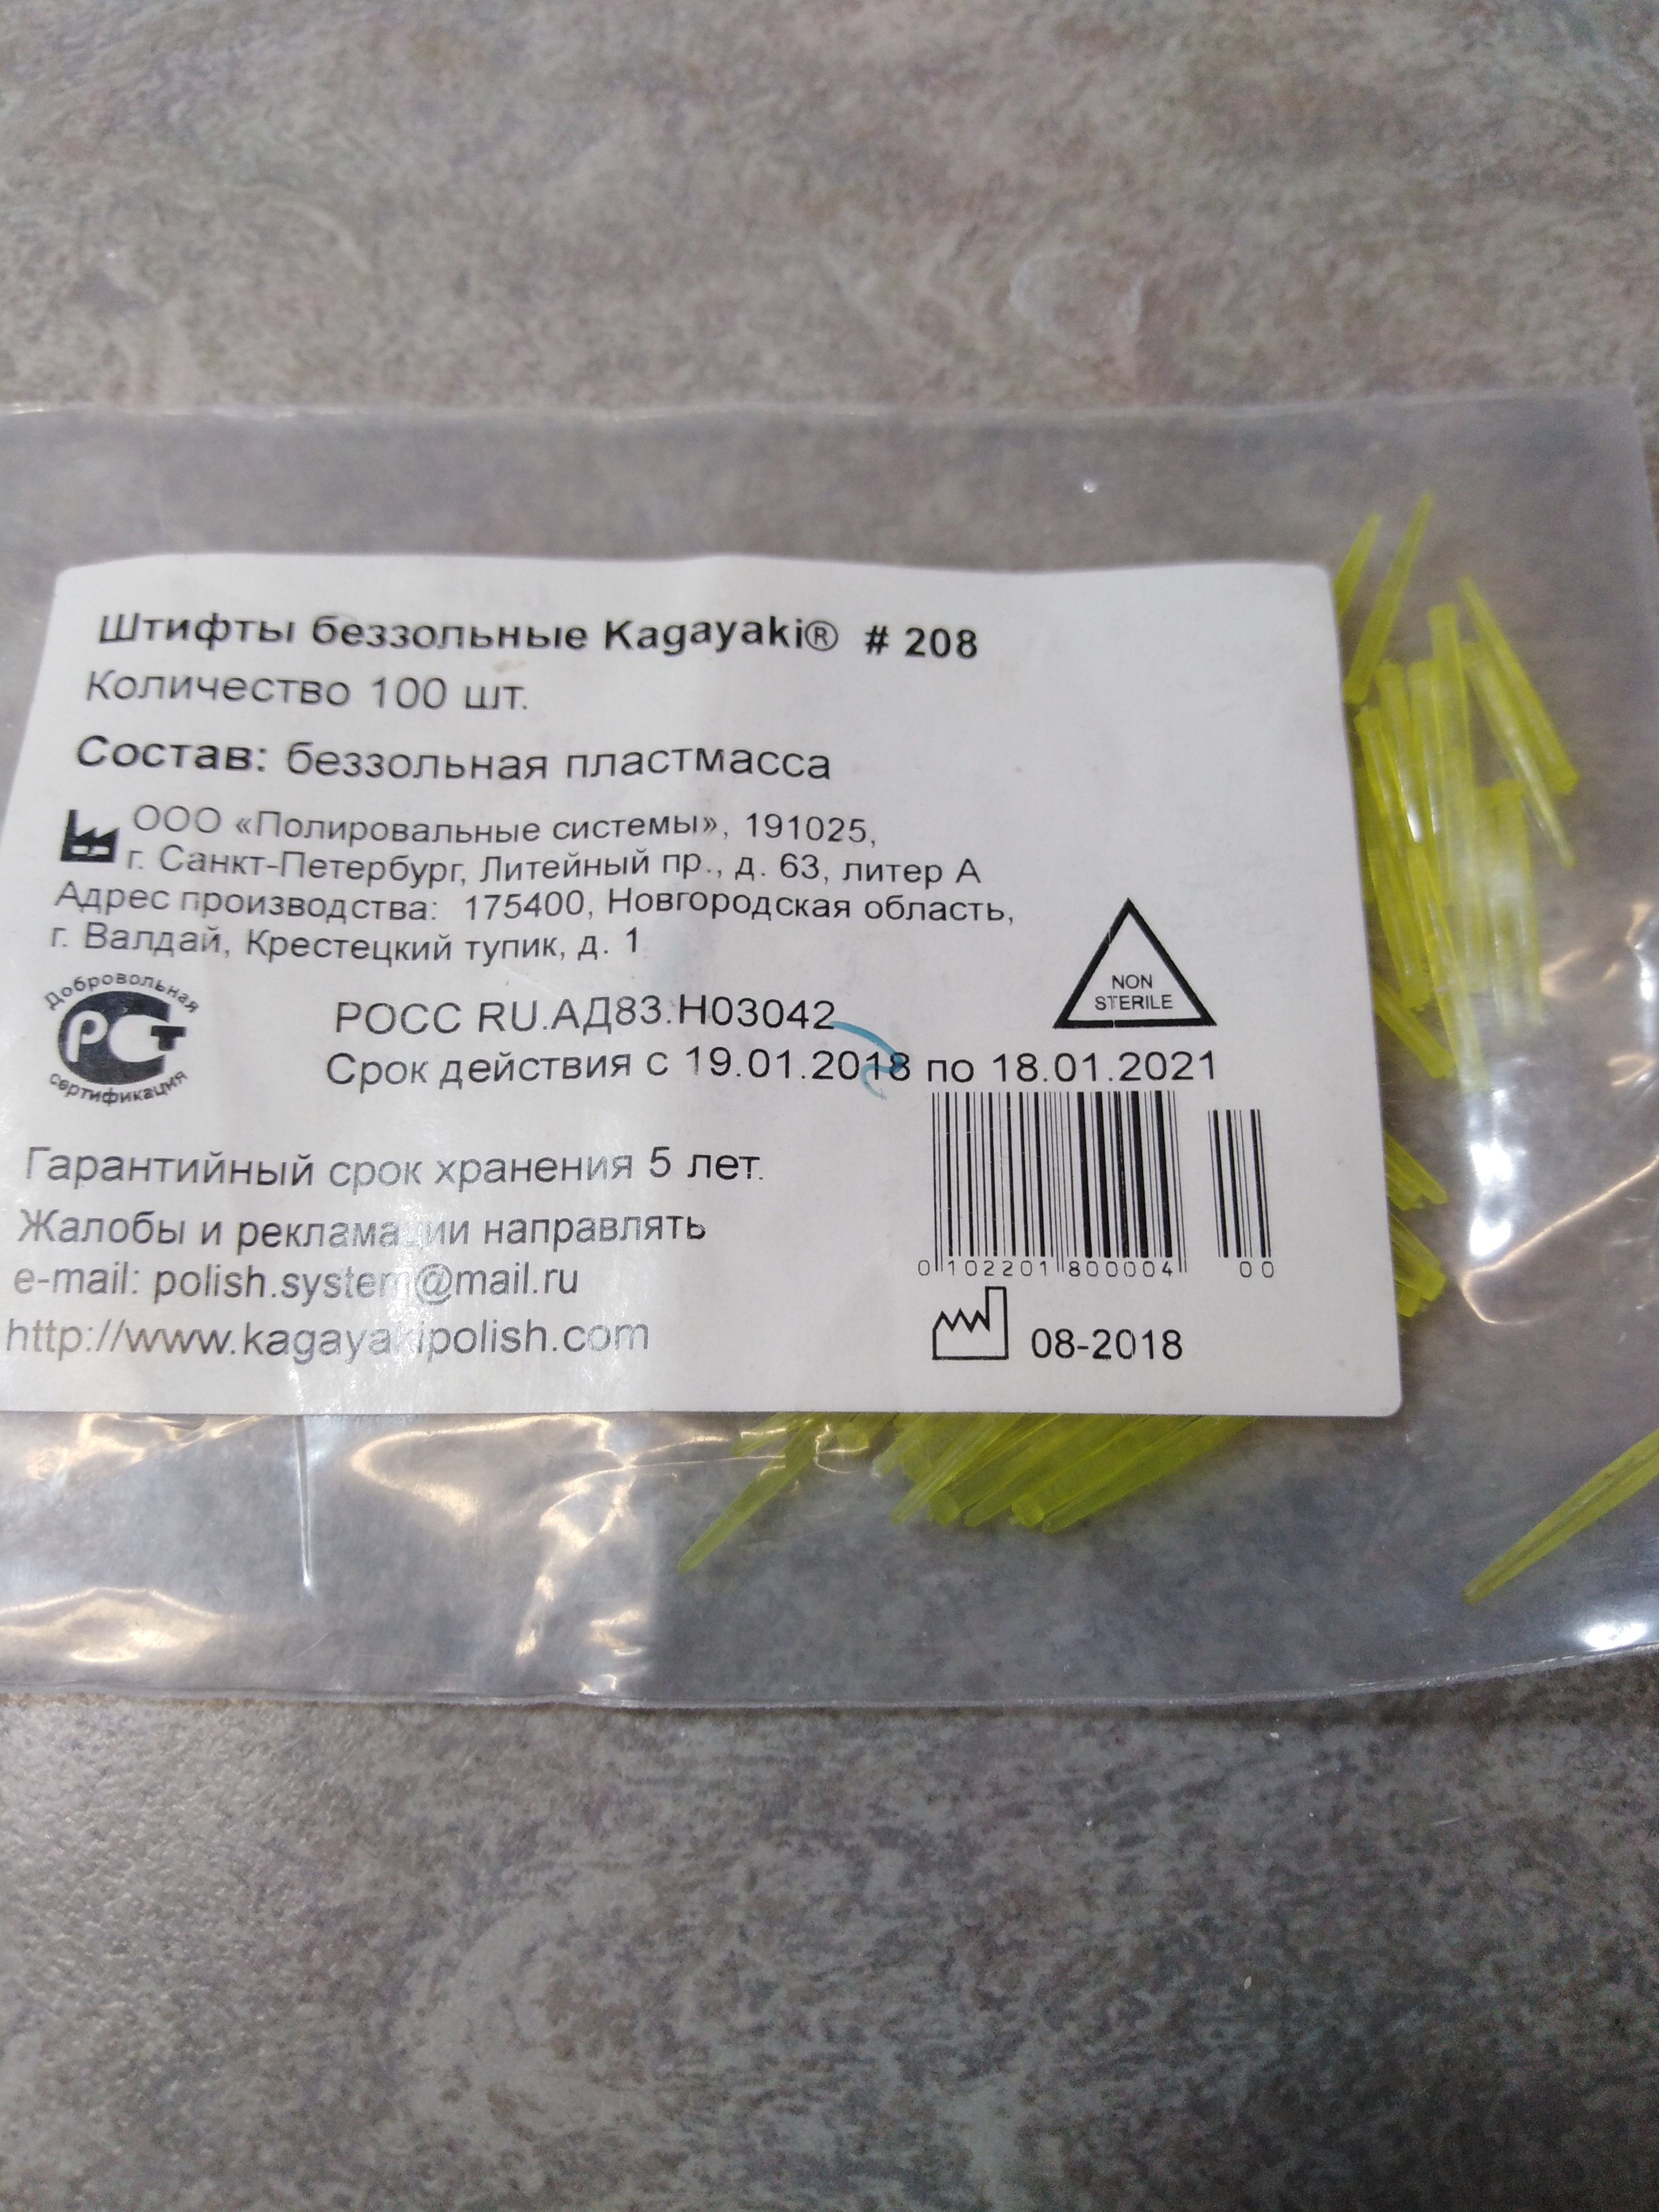 Штифты беззольные Kagayaki® # 208
Количество 100 шт.
Состав: беззольная пластмасса
ООО «Полировальные системы», 191025,
г. Санкт-Петербург, Литейный пр., д. 63, литер А
Адрес производства: 175400, Новгородская область,
г. Валдай, Крестецкий тупик, д. 1
Добровольная
РСТ
сертификация
NON
STERILE
РОСС RU.АД83.Н03042
Срок действия с 19.01.2018 по 18.01.2021
Гарантийный срок хранения 5 лет.
Жалобы и рекламации направлять
e-mail: polish.system@mail.ru
http://www.kagayakipolish.com
0 102201 800004 00
08-2018